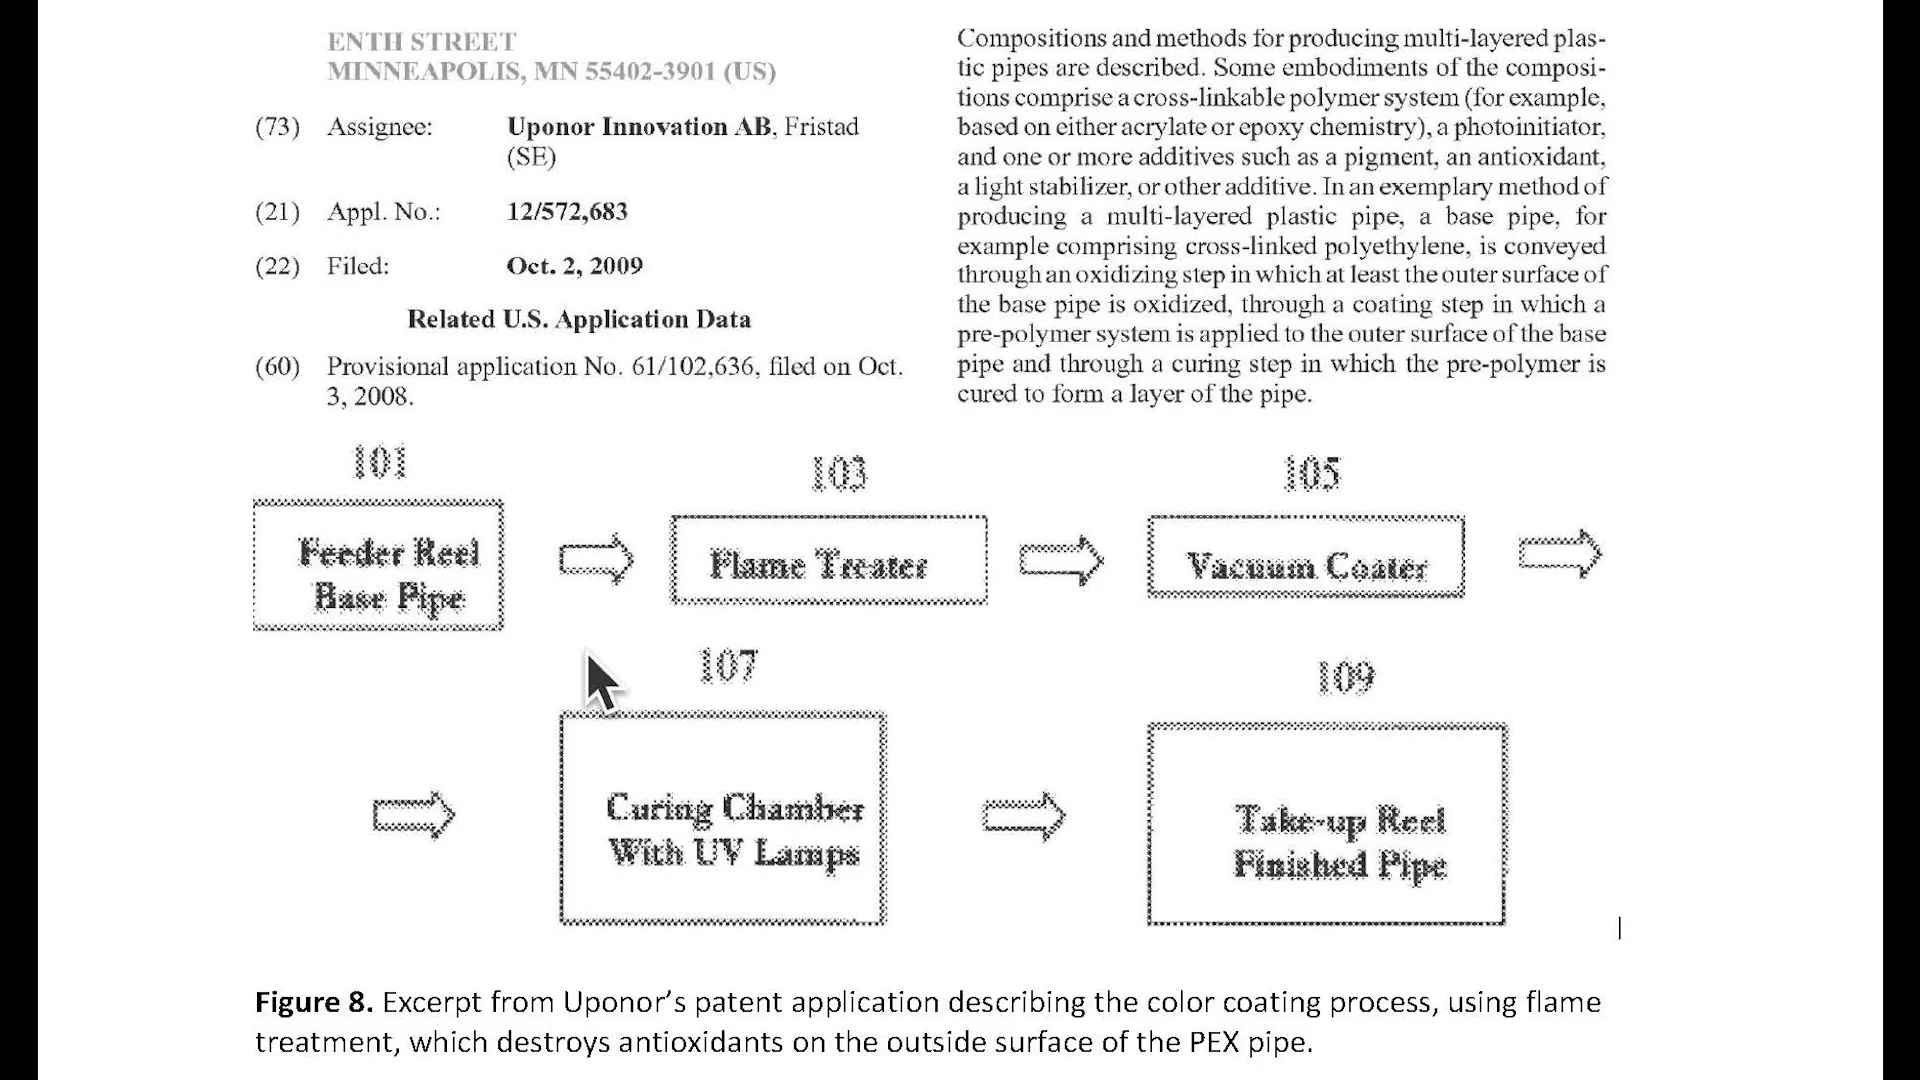 ENTH STREET
MINNEAPOLIS, MN 55402-3901 (US)
(73) Assignee: Uponor Innovation AB, Fristad
(SE)
(21) Appl. No.: 12/572,683
(22) Filed: Oct. 2, 2009
Related U.S. Application Data
(60) Provisional application No. 61/102,636, filed on Oct.
3, 2008.
Compositions and methods for producing multi-layered plas-
tic pipes are described. Some embodiments of the composi-
tions comprise a cross-linkable polymer system (for example,
based on either acrylate or epoxy chemistry), a photoinitiator,
and one or more additives such as a pigment, an antioxidant,
a light stabilizer, or other additive. In an exemplary method of
producing a multi-layered plastic pipe, a base pipe, for
example comprising cross-linked polyethylene, is conveyed
through an oxidizing step in which at least the outer surface of
the base pipe is oxidized, through a coating step in which a
pre-polymer system is applied to the outer surface of the base
pipe and through a curing step in which the pre-polymer is
cured to form a layer of the pipe.
101
Feeder Reel
Base Pipe
103
Flame Treater
105
Vacuum Coater
107
Curing Chamber
With UV Lamps
109
Take-up Reel
Finished Pipe
Figure 8. Excerpt from Uponor’s patent application describing the color coating process, using flame
treatment, which destroys antioxidants on the outside surface of the PEX pipe.